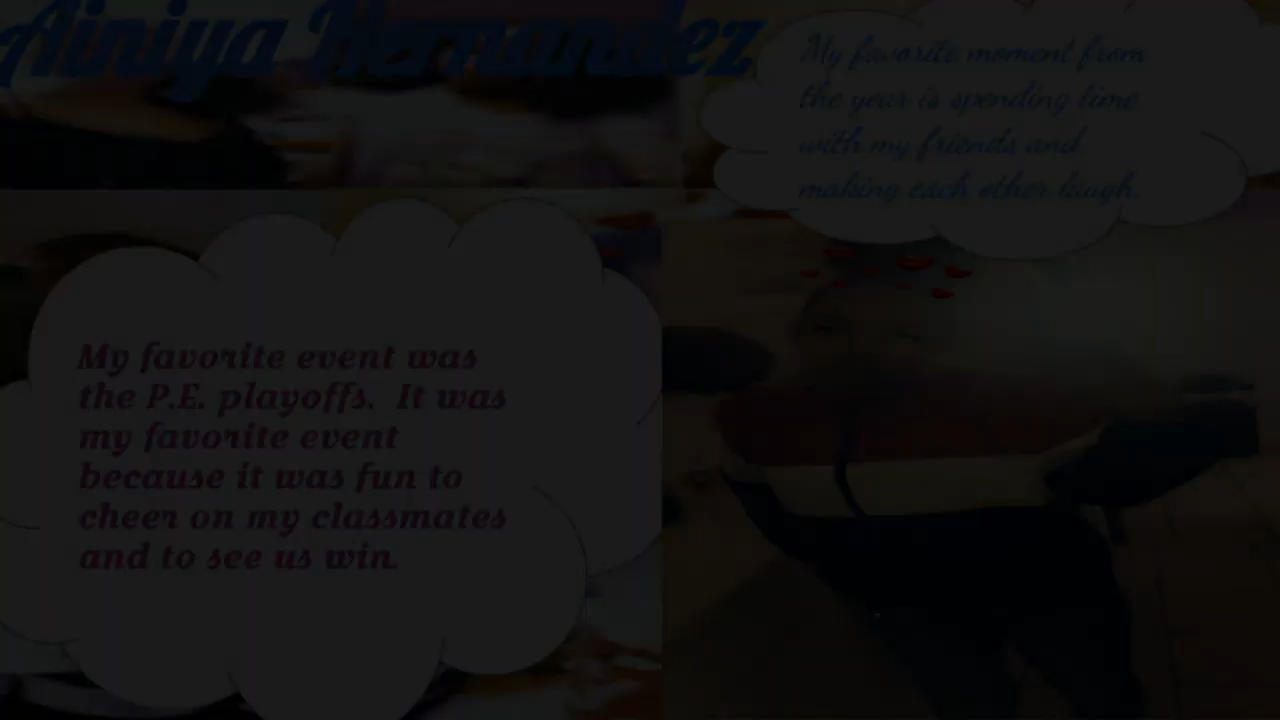 Ainiya Hernandez
My favorite moment from
the year is spending time
with my friends and
making each other laugh.
My favorite event was
the P.E. playoffs. It was
my favorite event
because it was fun to
cheer on my classmates
and to see us win.